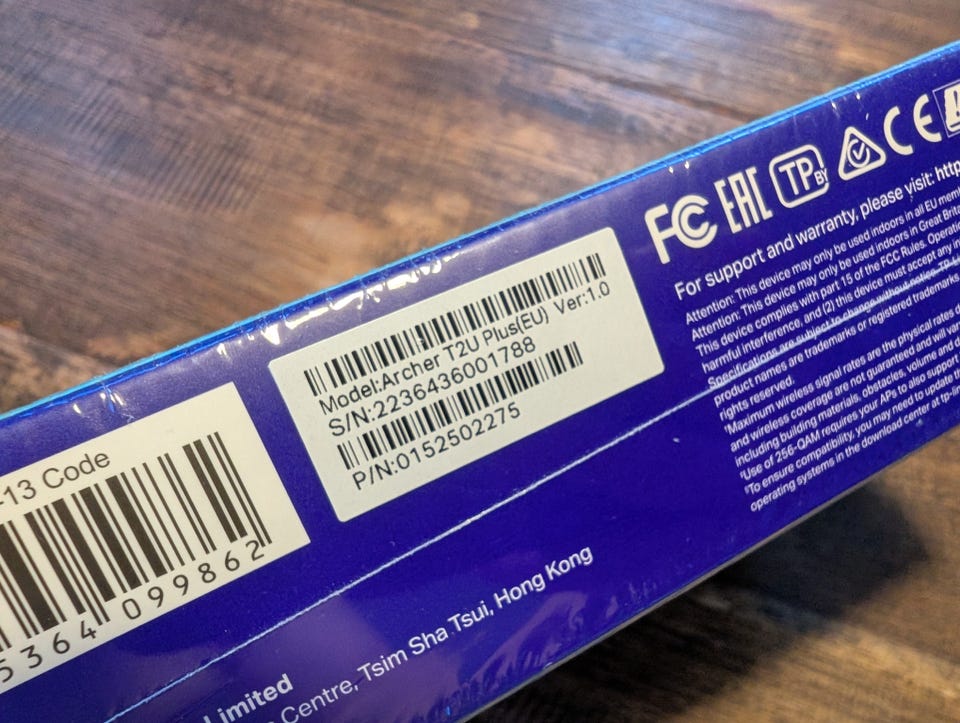 -13 Code
5364 099862
Model:Archer T2U Plus(EU) Ver:1.0
S/N:2236436001788
P/N:0152502275
FC EAC TP BY CE
For support and warranty, please visit: http
Attention: This device may only be used indoors in all EU memb
Attention: This device may only be used indoors in Great Brita
This device complies with part 15 of the FCC Rules. Operatio
harmful interference, and (2) this device must accept any in
Specifications are subject to change without notice. TP-
product names are trademarks or registered trademarks
rights reserved.
Maximum wireless signal rates are the physical rates d
and wireless coverage are not guaranteed and will var
including building materials, obstacles, volume and d
Use of 256-QAM requires your APs to also support
To ensure compatibility, you may need to update t
operating systems in the download center at tp-li
Limited
Centre, Tsim Sha Tsui, Hong Kong